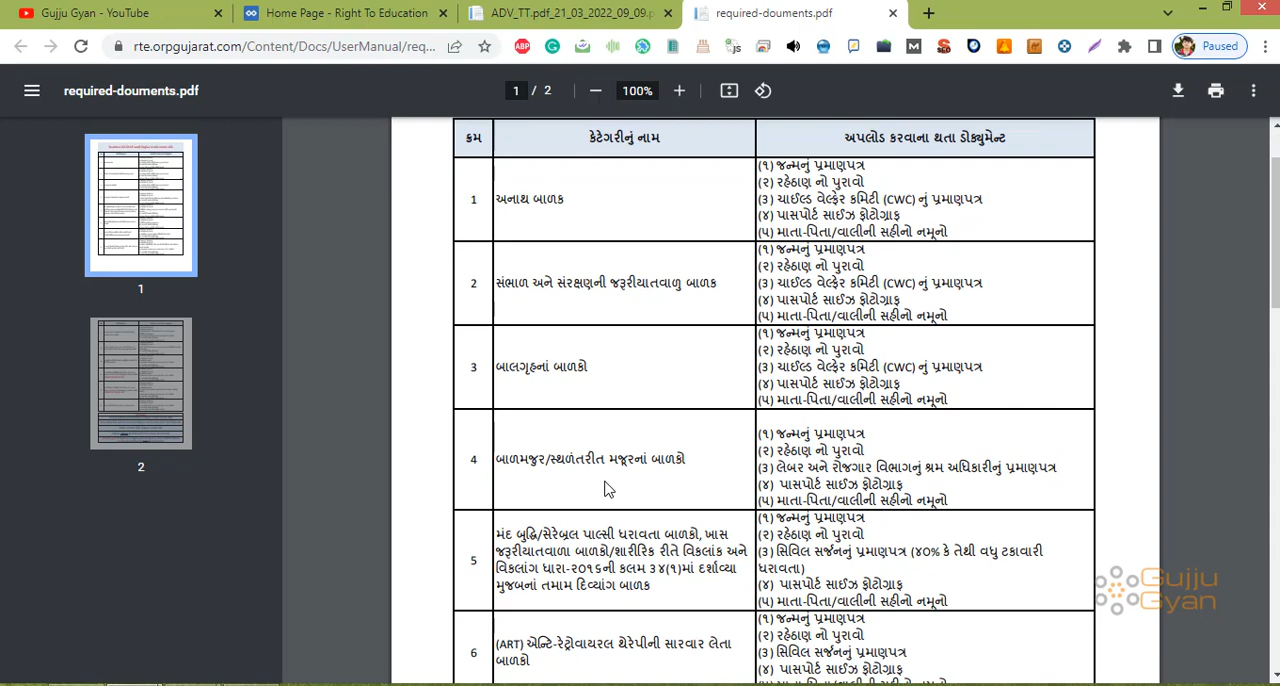 Gujju Gyan - YouTube
Home Page - Right To Education
ADV_TT.pdf_21_03_2022_09_09.p
required-douments.pdf
rte.orpgujarat.com/Content/Docs/UserManual/req...
Paused
required-douments.pdf
1 / 2
100%
ક્રમ
કેટેગરીનું નામ
અપલોડ કરવાના થતા ડોક્યુમેન્ટ
1
અનાથ બાળક
(૧) જન્મનું પ્રમાણપત્ર
(૨) રહેઠાણ નો પુરાવો
(૩) ચાઈલ્ડ વેલ્ફેર કમિટી (CWC) નું પ્રમાણપત્ર
(૪) પાસપોર્ટ સાઈઝ ફોટોગ્રાફ
(૫) માતા-પિતા/વાલીની સહીનો નમૂનો
2
સંભાળ અને સંરક્ષણની જરૂરીયાતવાળુ બાળક
(૧) જન્મનું પ્રમાણપત્ર
(૨) રહેઠાણ નો પુરાવો
(૩) ચાઈલ્ડ વેલ્ફેર કમિટી (CWC) નું પ્રમાણપત્ર
(૪) પાસપોર્ટ સાઈઝ ફોટોગ્રાફ
(૫) માતા-પિતા/વાલીની સહીનો નમૂનો
3
બાલગૃહનાં બાળકો
(૧) જન્મનું પ્રમાણપત્ર
(૨) રહેઠાણ નો પુરાવો
(૩) ચાઈલ્ડ વેલ્ફેર કમિટી (CWC) નું પ્રમાણપત્ર
(૪) પાસપોર્ટ સાઈઝ ફોટોગ્રાફ
(૫) માતા-પિતા/વાલીની સહીનો નમૂનો
4
બાળમજુર/સ્થળંતરીત મજૂરનાં બાળકો
(૧) જન્મનું પ્રમાણપત્ર
(૨) રહેઠાણ નો પુરાવો
(૩) લેબર અને રોજગાર વિભાગનું શ્રમ અધિકારીનું પ્રમાણપત્ર
(૪) પાસપોર્ટ સાઈઝ ફોટોગ્રાફ
(૫) માતા-પિતા/વાલીની સહીનો નમૂનો
5
મંદ બુદ્ધિ/સેરેબ્રલ પાલ્સી ધરાવતા બાળકો, ખાસ
જરૂરીયાતવાળા બાળકો/શારીરિક રીતે વિકલાંક અને
વિકલાંગ ધારા-૨૦૧૬ની કલમ ૩૪(૧)માં દર્શાવ્યા
મુજબનાં તમામ દિવ્યાંગ બાળક
(૧) જન્મનું પ્રમાણપત્ર
(૨) રહેઠાણ નો પુરાવો
(૩) સિવિલ સર્જનનું પ્રમાણપત્ર (૪૦% કે તેથી વધુ ટકાવારી
ધરાવતા)
(૪) પાસપોર્ટ સાઈઝ ફોટોગ્રાફ
(૫) માતા-પિતા/વાલીની સહીનો નમૂનો
6
(ART) એન્ટિ-રેટ્રોવાયરલ થેરેપીની સારવાર લેતા
બાળકો
(૧) જન્મનું પ્રમાણપત્ર
(૨) રહેઠાણ નો પુરાવો
(૩) સિવિલ સર્જનનું પ્રમાણપત્ર
(૪) પાસપોર્ટ સાઈઝ ફોટોગ્રાફ
1
2
Gujju
Gyan